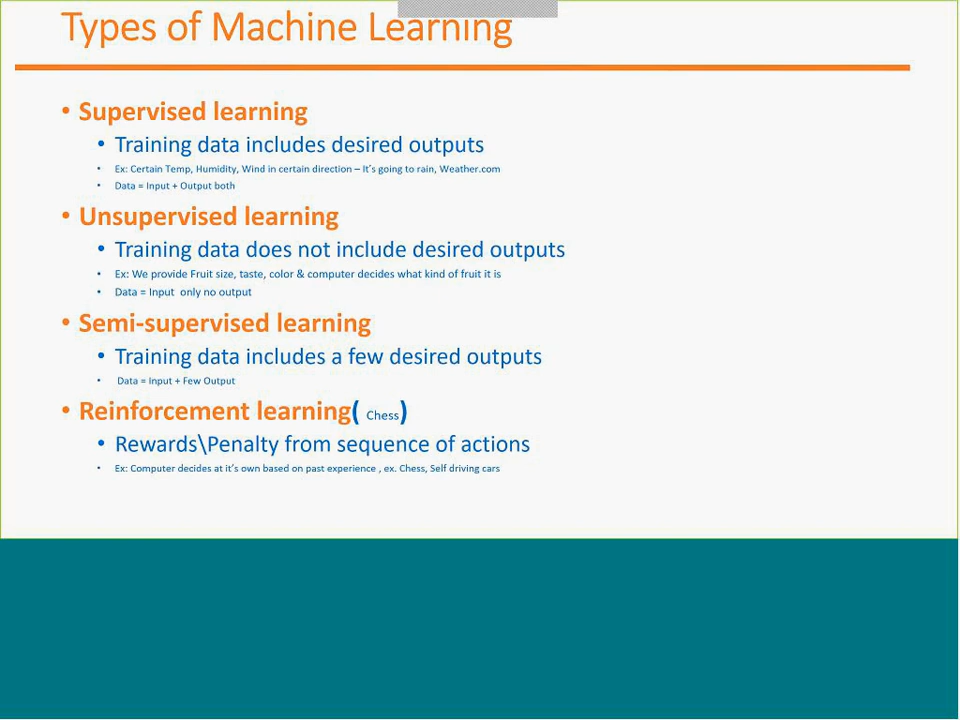 Types of Machine Learning
• Supervised learning
• Training data includes desired outputs
• Ex: Certain Temp, Humidity, Wind in certain direction – It's going to rain, Weather.com
• Data = Input + Output both
• Unsupervised learning
• Training data does not include desired outputs
• Ex: We provide Fruit size, taste, color & computer decides what kind of fruit it is
• Data = Input only no output
• Semi-supervised learning
• Training data includes a few desired outputs
• Data = Input + Few Output
• Reinforcement learning( Chess)
• Rewards\Penalty from sequence of actions
• Ex: Computer decides at it's own based on past experience , ex. Chess, Self driving cars